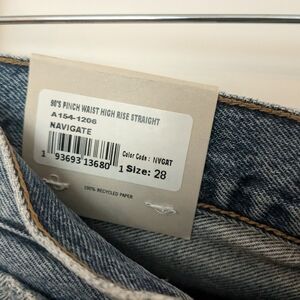 90'S PINCH WAIST HIGH RISE STRAIGHT
A154-1206
NAVIGATE
Color Code : NVGAT
1 93693 13680 1 Size: 28
100% RECYCLED PAPER